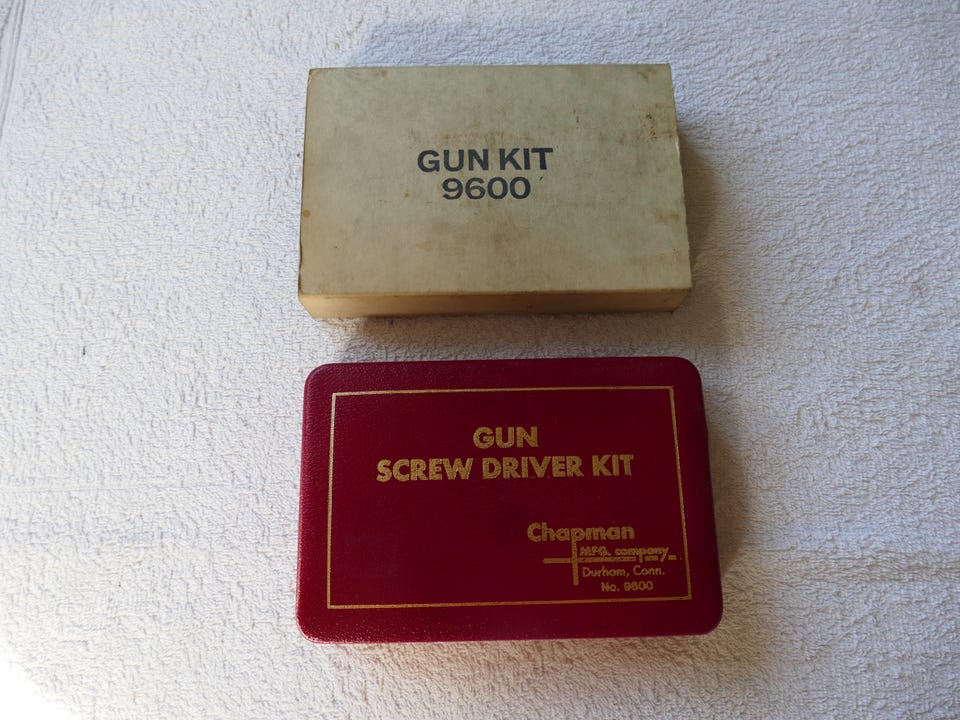 GUN KIT
9600
GUN
SCREW DRIVER KIT
Chapman
MFG. company
Durham, Conn.
No. 9600